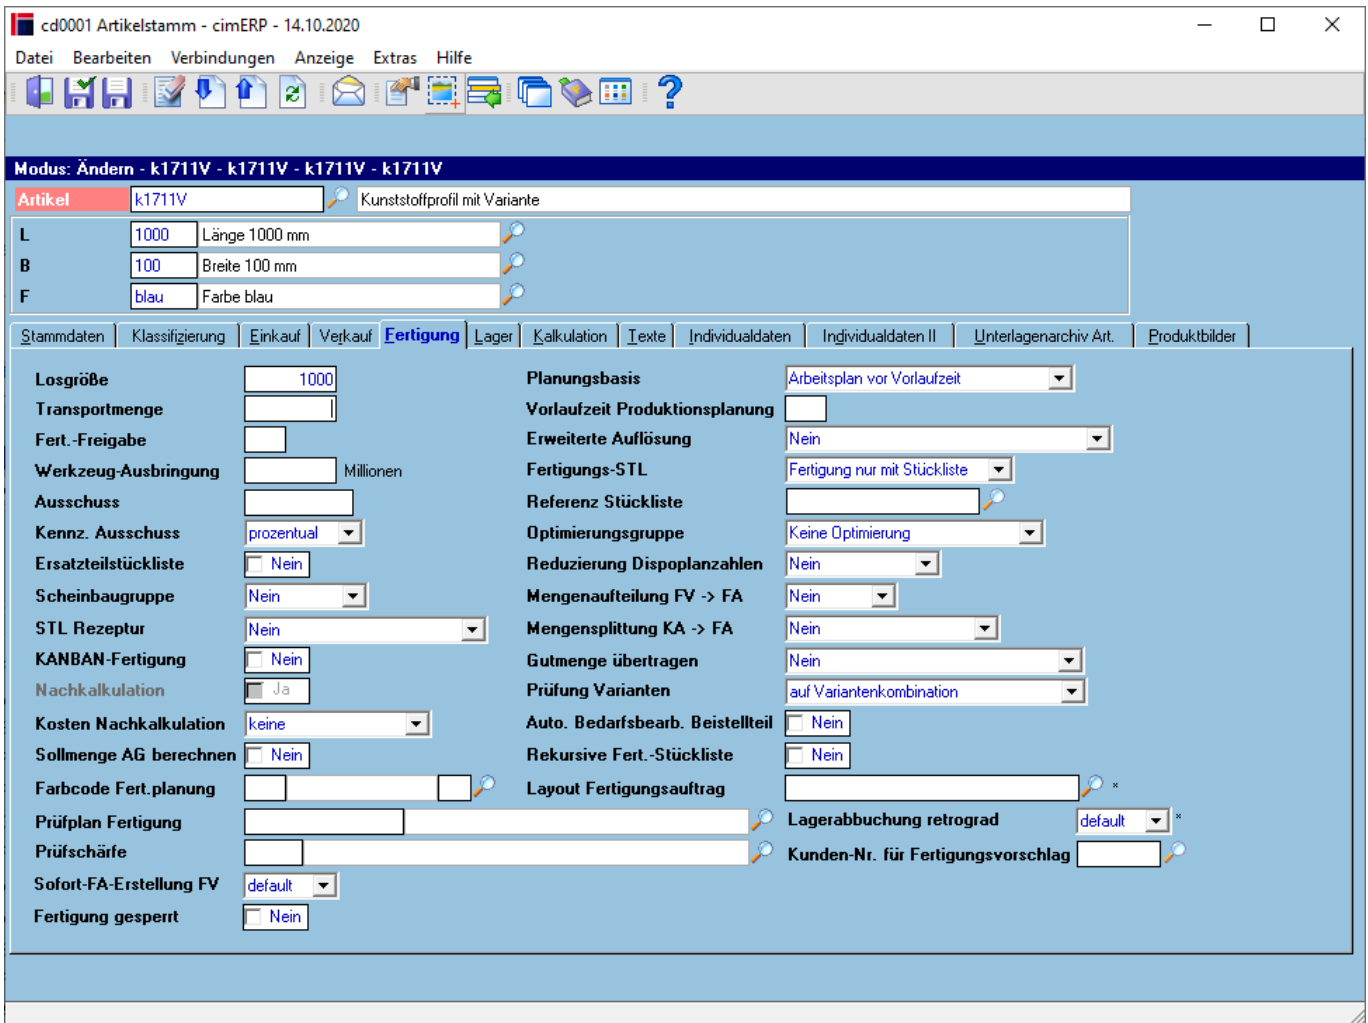 cd0001 Artikelstamm - cimERP - 14.10.2020
Datei Bearbeiten Verbindungen Anzeige Extras Hilfe
Modus: Ändern - k1711V - k1711V - k1711V - k1711V
Artikel k1711V Kunststoffprofil mit Variante
L 1000 Länge 1000 mm
B 100 Breite 100 mm
F blau Farbe blau
Stammdaten Klassifizierung Einkauf Verkauf Fertigung Lager Kalkulation Texte Individualdaten Individualdaten II Unterlagenarchiv Art. Produktbilder
Losgröße 1000 Planungsbasis Arbeitsplan vor Vorlaufzeit
Transportmenge Vorlaufzeit Produktionsplanung
Fert.-Freigabe Erweiterte Auflösung Nein
Werkzeug-Ausbringung Millionen Fertigungs-STL Fertigung nur mit Stückliste
Ausschuss Referenz Stückliste
Kennz. Ausschuss prozentual Optimierungsgruppe Keine Optimierung
Ersatzteilstückliste Nein Reduzierung Dispoplanzahlen Nein
Scheinbaugruppe Nein Mengenaufteilung FV -> FA Nein
STL Rezeptur Nein Mengensplittung KA -> FA Nein
KANBAN-Fertigung Nein Gutmenge übertragen Nein
Nachkalkulation Ja Prüfung Varianten auf Variantenkombination
Kosten Nachkalkulation keine Auto. Bedarfsbearb. Beistellteil Nein
Sollmenge AG berechnen Nein Rekursive Fert.-Stückliste Nein
Farbcode Fert.planung Layout Fertigungsauftrag *
Prüfplan Fertigung Lagerabbuchung retrograd default *
Prüfschärfe Kunden-Nr. für Fertigungsvorschlag
Sofort-FA-Erstellung FV default
Fertigung gesperrt Nein